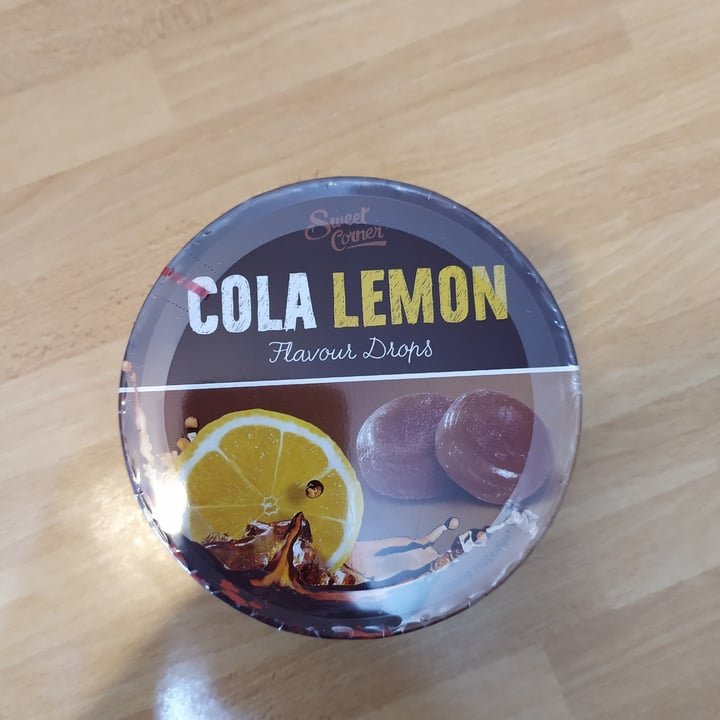 Sweet
Corner
COLA LEMON
Flavour Drops